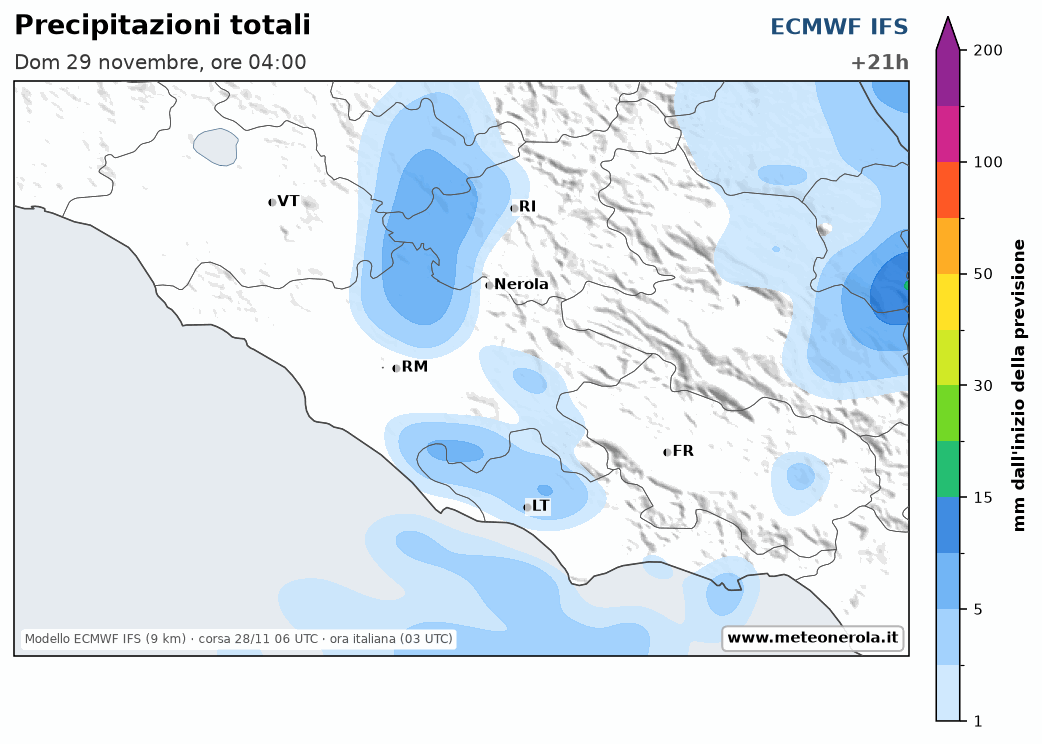 Precipitazioni totali
ECMWF IFS
Dom 29 novembre, ore 04:00
+21h
200
100
50
30
15
5
1
mm dall'inizio della previsione
VT
RI
Nerola
RM
FR
LT
Modello ECMWF IFS (9 km) · corsa 28/11 06 UTC · ora italiana (03 UTC)
www.meteonerola.it